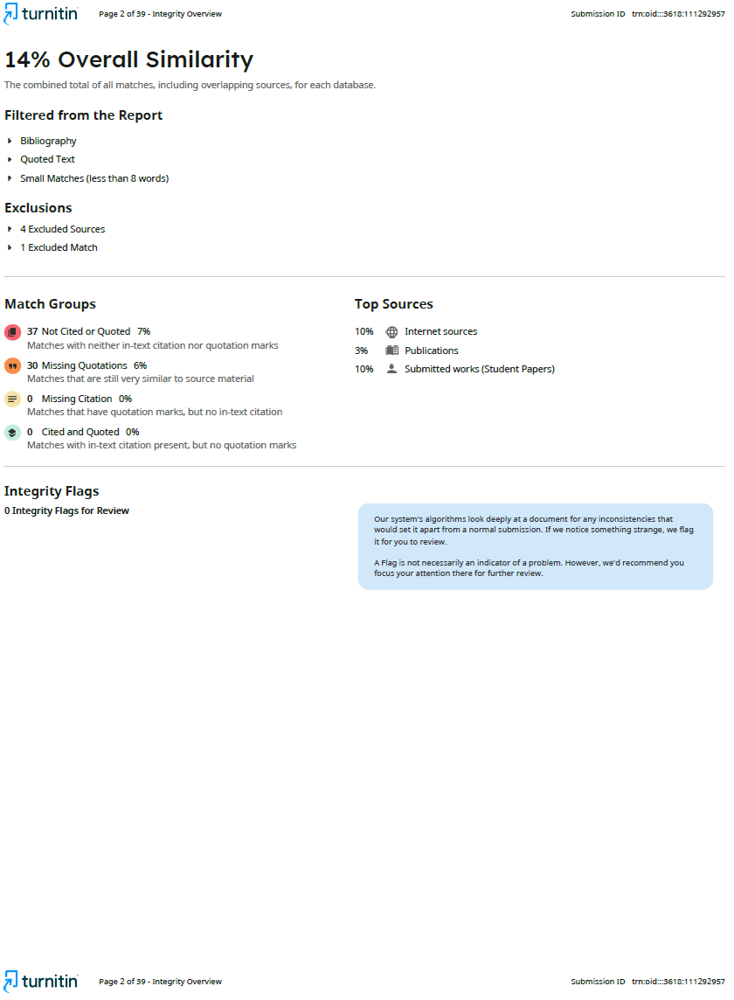 turnitin Page 2 of 39 - Integrity Overview Submission ID trn:oid:::3618:111292957
14% Overall Similarity
The combined total of all matches, including overlapping sources, for each database.
Filtered from the Report
Bibliography
Quoted Text
Small Matches (less than 8 words)
Exclusions
4 Excluded Sources
1 Excluded Match
Match Groups
37 Not Cited or Quoted 7%
Matches with neither in-text citation nor quotation marks
30 Missing Quotations 6%
Matches that are still very similar to source material
0 Missing Citation 0%
Matches that have quotation marks, but no in-text citation
0 Cited and Quoted 0%
Matches with in-text citation present, but no quotation marks
Top Sources
10% Internet sources
3% Publications
10% Submitted works (Student Papers)
Integrity Flags
0 Integrity Flags for Review
Our system's algorithms look deeply at a document for any inconsistencies that
would set it apart from a normal submission. If we notice something strange, we flag
it for you to review.
A Flag is not necessarily an indicator of a problem. However, we'd recommend you
focus your attention there for further review.
turnitin Page 2 of 39 - Integrity Overview Submission ID trn:oid:::3618:111292957